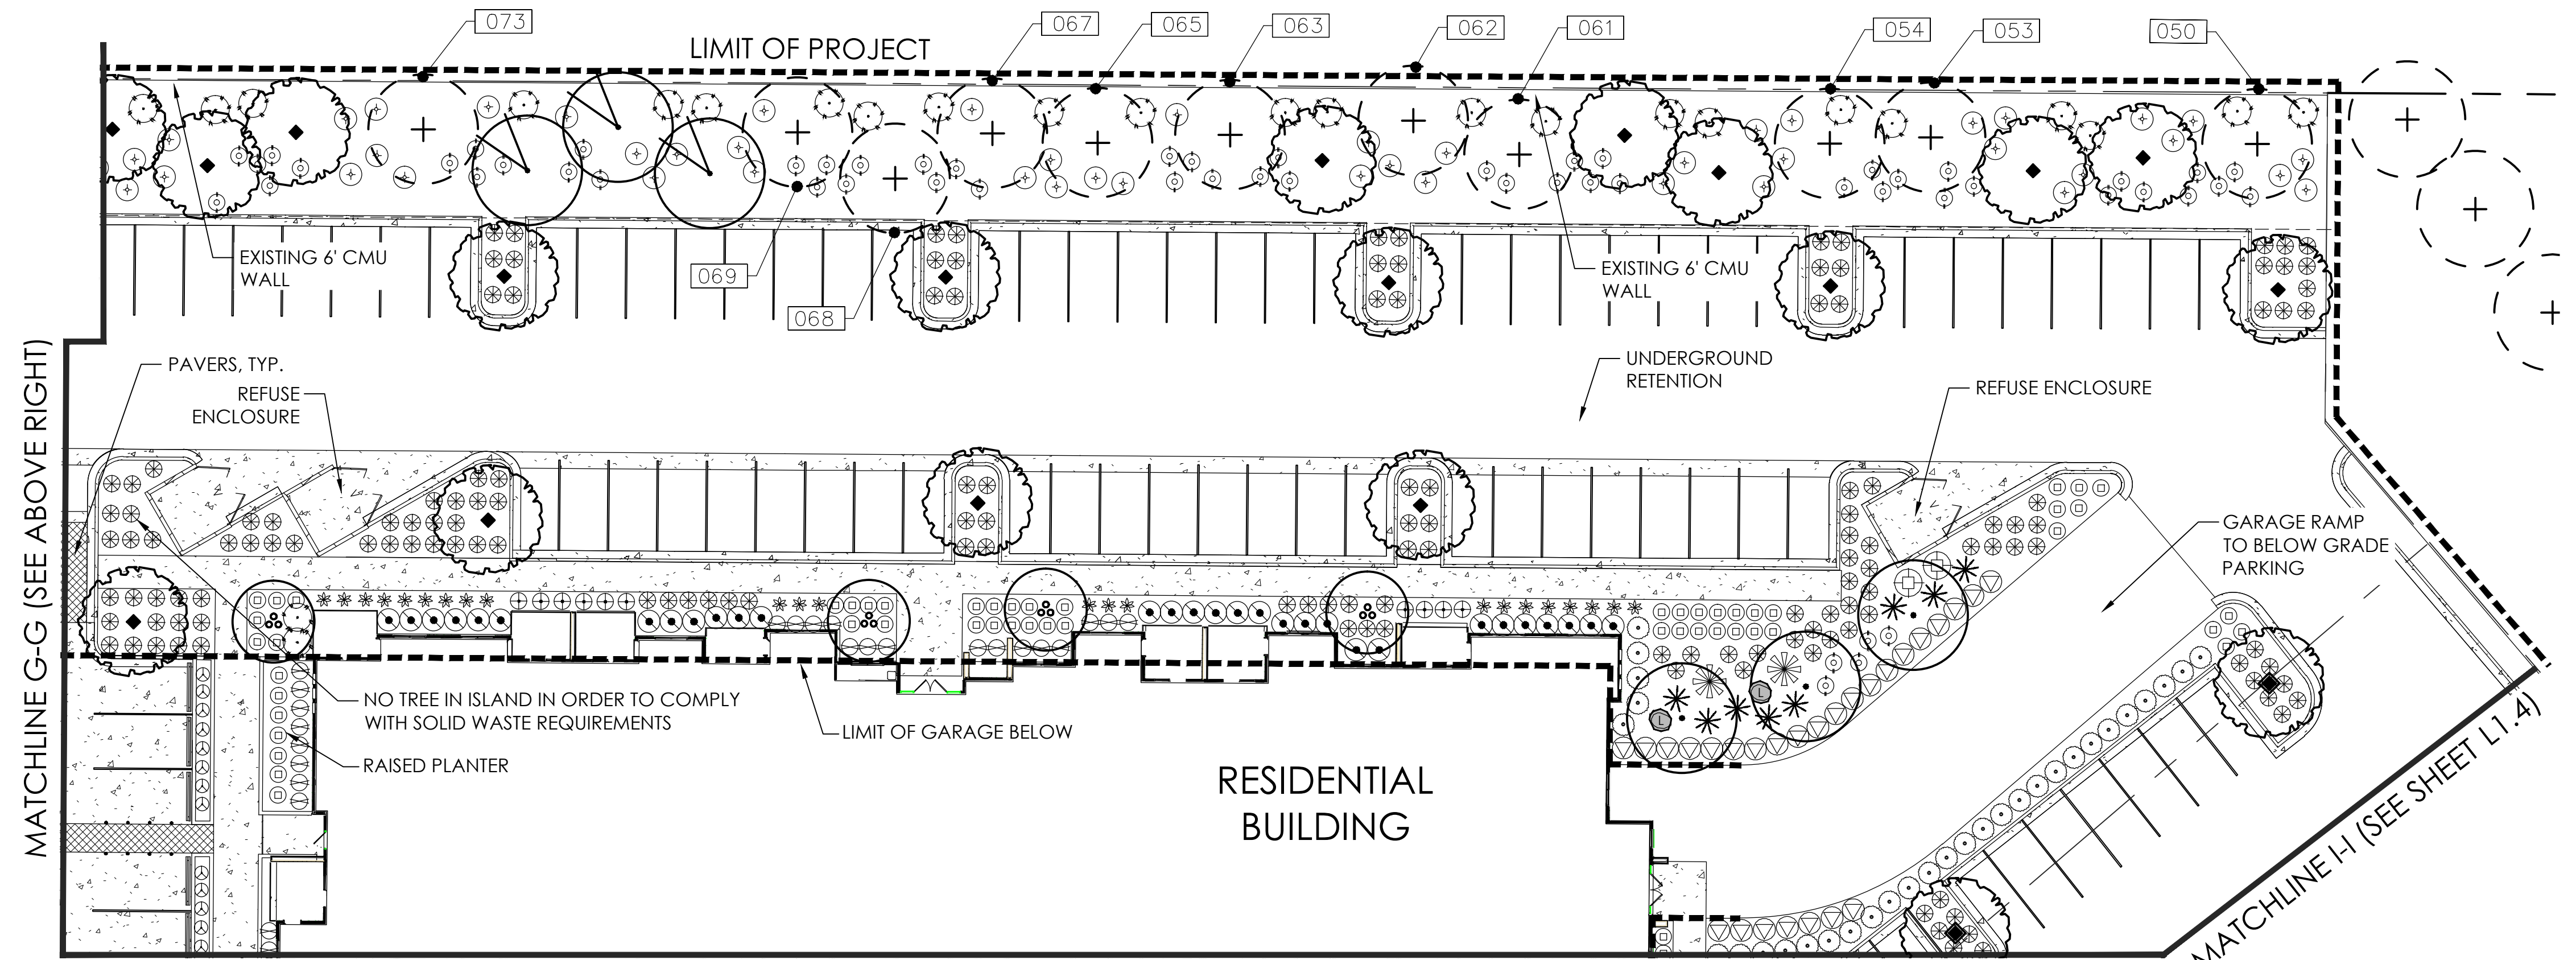 073
067
065
063
062
061
054
053
050
LIMIT OF PROJECT
EXISTING 6' CMU
WALL
069
068
EXISTING 6' CMU
WALL
MATCHLINE G-G (SEE ABOVE RIGHT)
PAVERS, TYP.
REFUSE
ENCLOSURE
UNDERGROUND
RETENTION
REFUSE ENCLOSURE
GARAGE RAMP
TO BELOW GRADE
PARKING
NO TREE IN ISLAND IN ORDER TO COMPLY
WITH SOLID WASTE REQUIREMENTS
LIMIT OF GARAGE BELOW
RAISED PLANTER
RESIDENTIAL
BUILDING
L
L
MATCHLINE I-I (SEE SHEET L1.4)